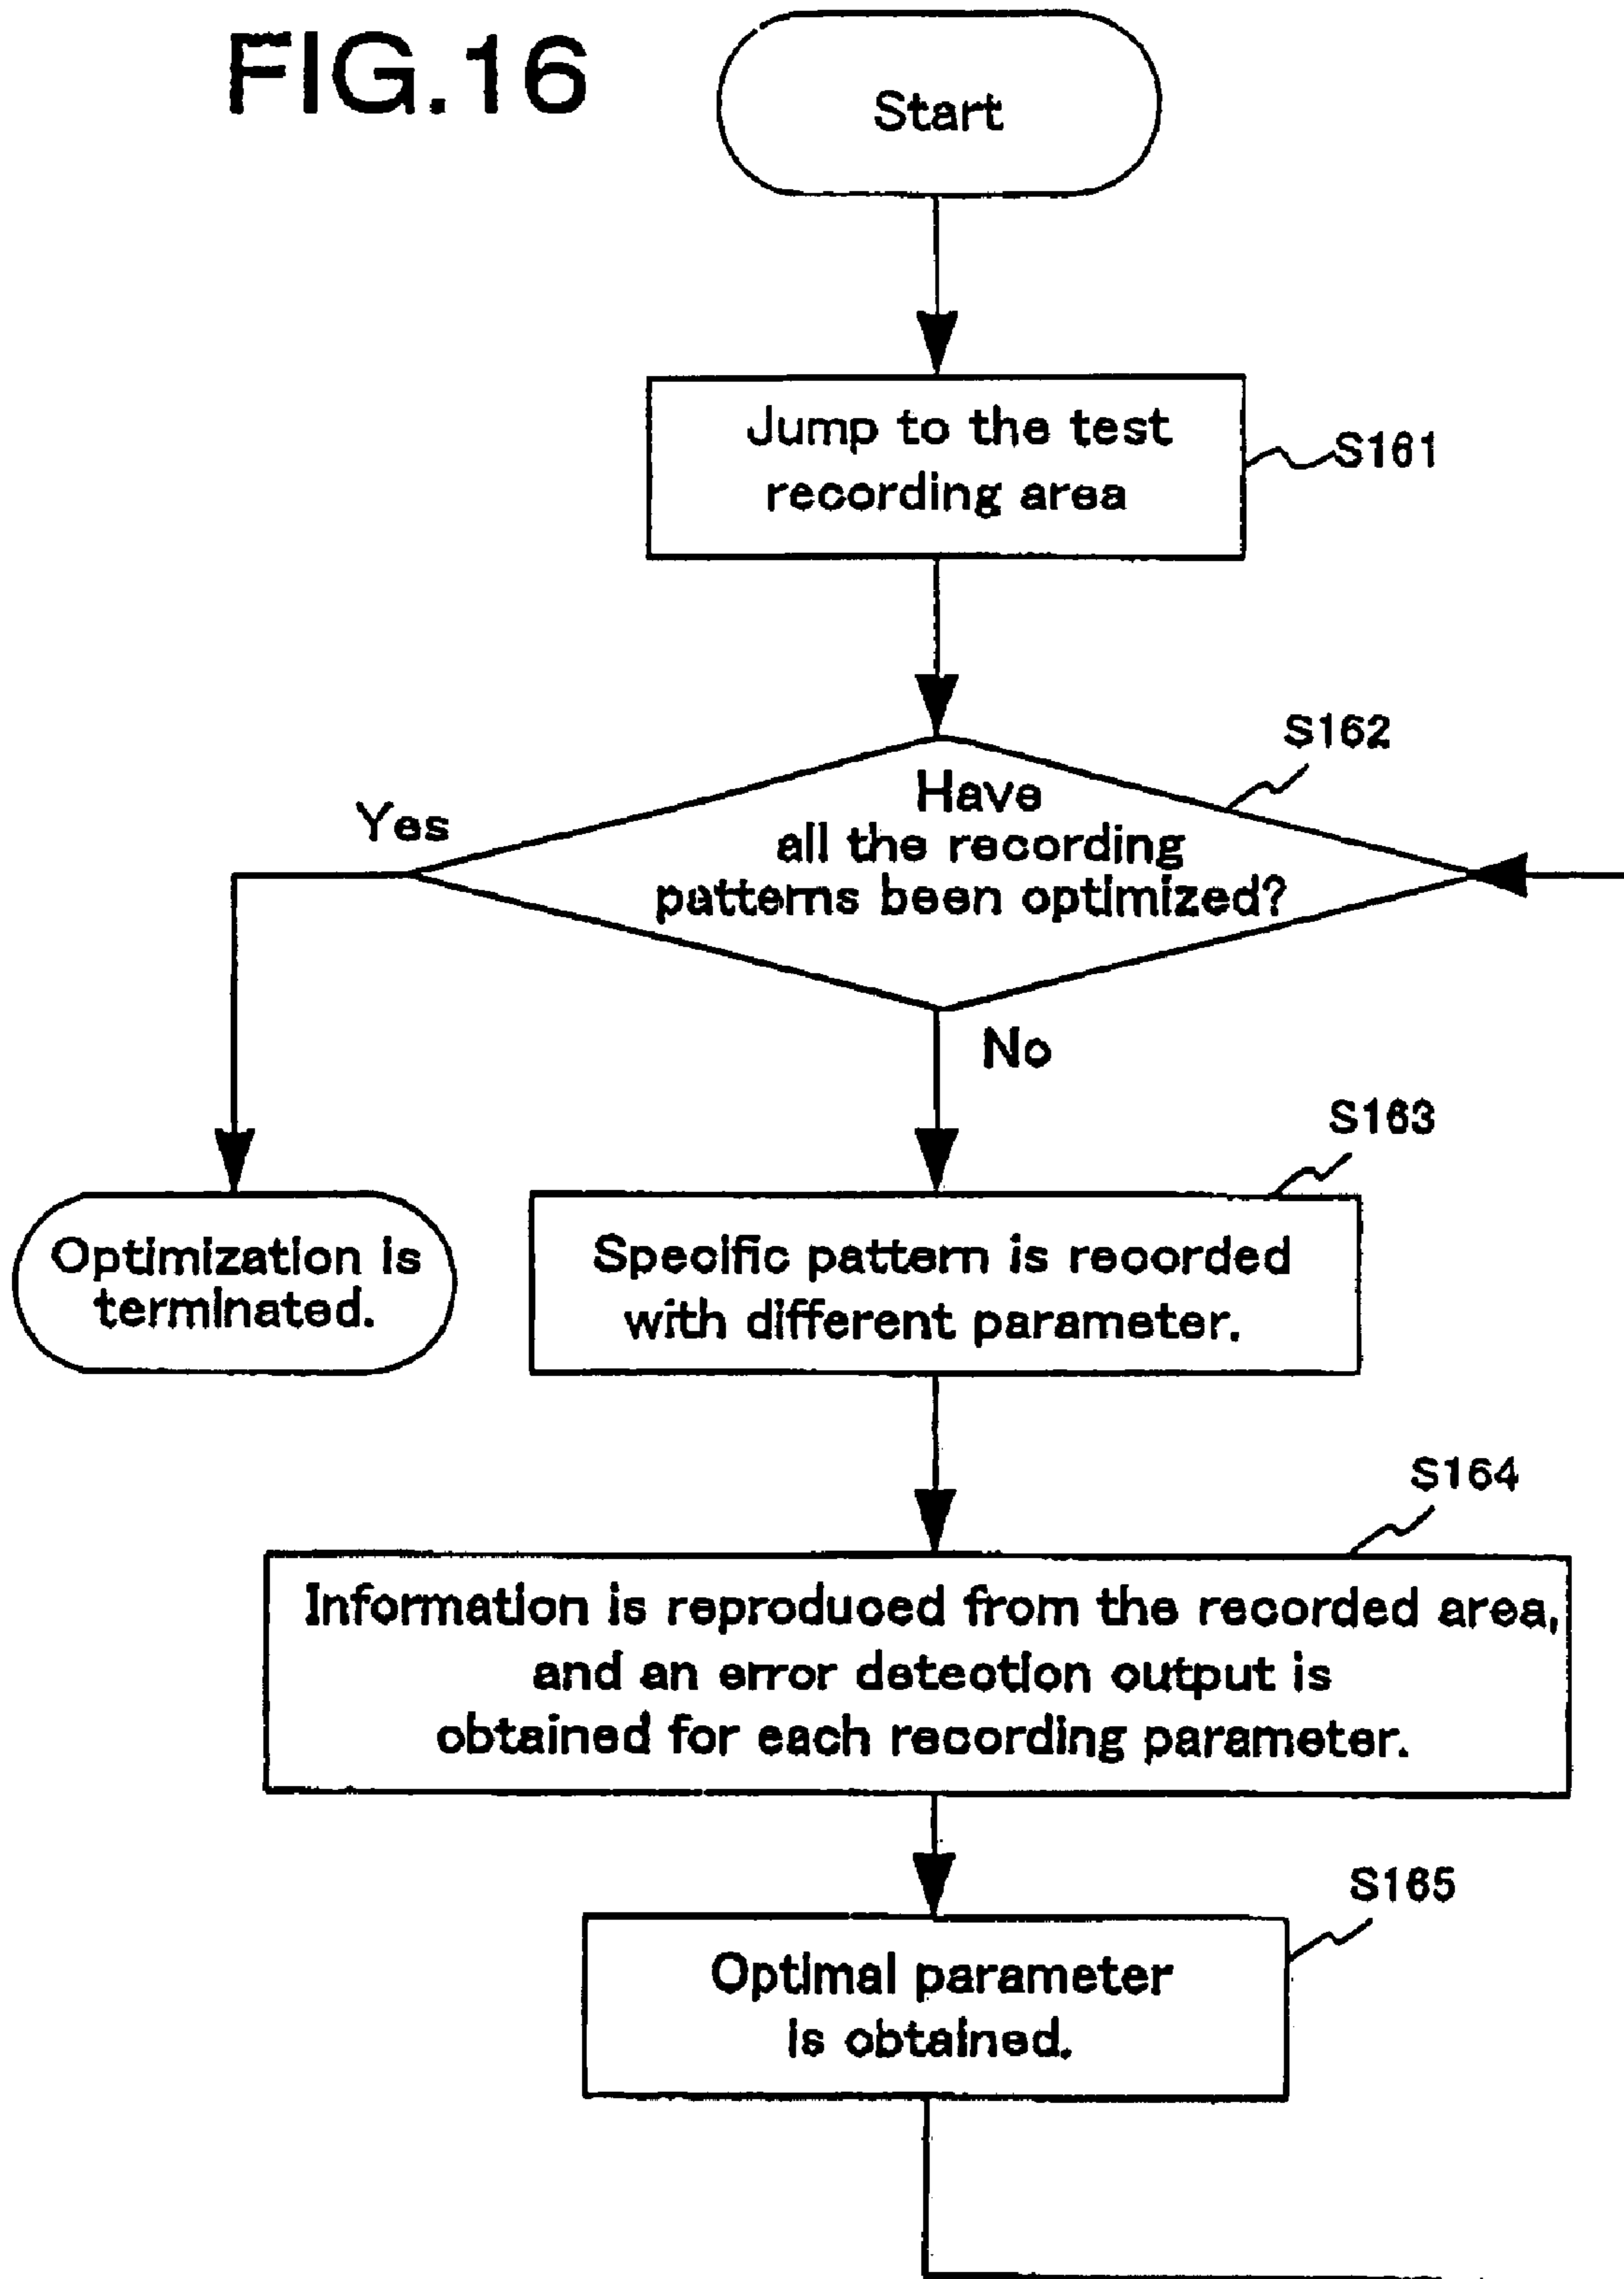 FIG.16
Start
Jump to the test
recording area
S161
S162
Have
all the recording
patterns been optimized?
Yes
No
S163
Optimization is
terminated.
Specific pattern is recorded
with different parameter.
S164
Information is reproduced from the recorded area,
and an error detection output is
obtained for each recording parameter.
S165
Optimal parameter
is obtained.